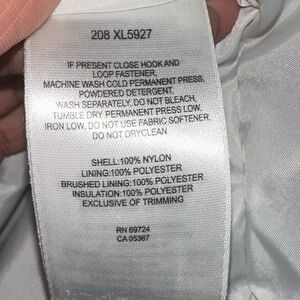 208 XL5927
IF PRESENT CLOSE HOOK AND
LOOP FASTENER,
MACHINE WASH COLD PERMANENT PRESS,
POWDERED DETERGENT,
WASH SEPARATELY. DO NOT BLEACH,
TUMBLE DRY PERMANENT PRESS LOW.
IRON LOW, DO NOT USE FABRIC SOFTENER.
DO NOT DRYCLEAN
SHELL:100% NYLON
LINING:100% POLYESTER
BRUSHED LINING:100% POLYESTER
INSULATION:100% POLYESTER
EXCLUSIVE OF TRIMMING
RN 69724
CA 05367